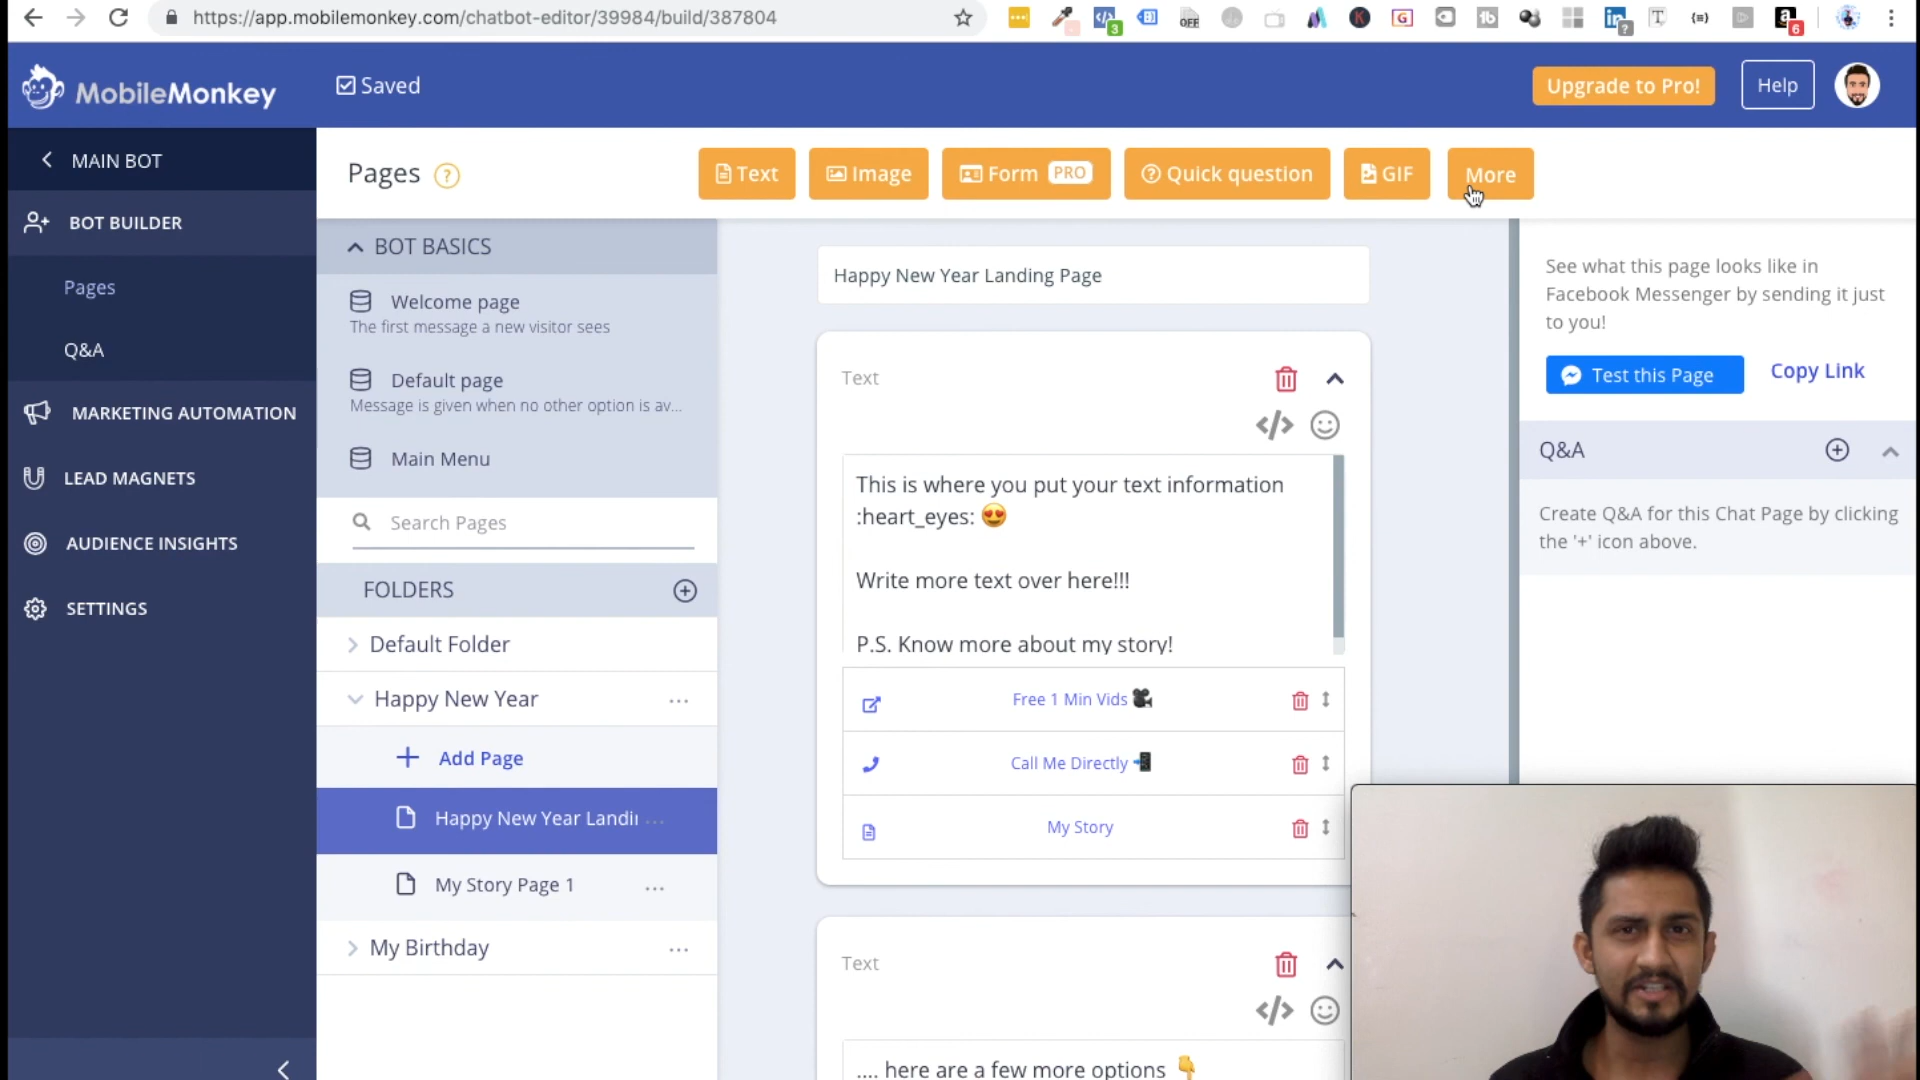 https://app.mobilemonkey.com/chatbot-editor/39984/build/387804
MobileMonkey
Saved
Upgrade to Pro!
Help
MAIN BOT
BOT BUILDER
Pages
Q&A
MARKETING AUTOMATION
LEAD MAGNETS
AUDIENCE INSIGHTS
SETTINGS
Pages ?
Text
Image
Form PRO
Quick question
GIF
More
BOT BASICS
Welcome page
The first message a new visitor sees
Default page
Message is given when no other option is av...
Main Menu
Search Pages
FOLDERS
Default Folder
Happy New Year ...
Add Page
Happy New Year Landi ...
My Story Page 1 ...
My Birthday ...
Happy New Year Landing Page
Text
This is where you put your text information
:heart_eyes: 😍
Write more text over here!!!
P.S. Know more about my story!
Free 1 Min Vids 🎥
Call Me Directly 📲
My Story
Text
.... here are a few more options 👇
See what this page looks like in
Facebook Messenger by sending it just
to you!
Test this Page
Copy Link
Q&A
Create Q&A for this Chat Page by clicking
the '+' icon above.